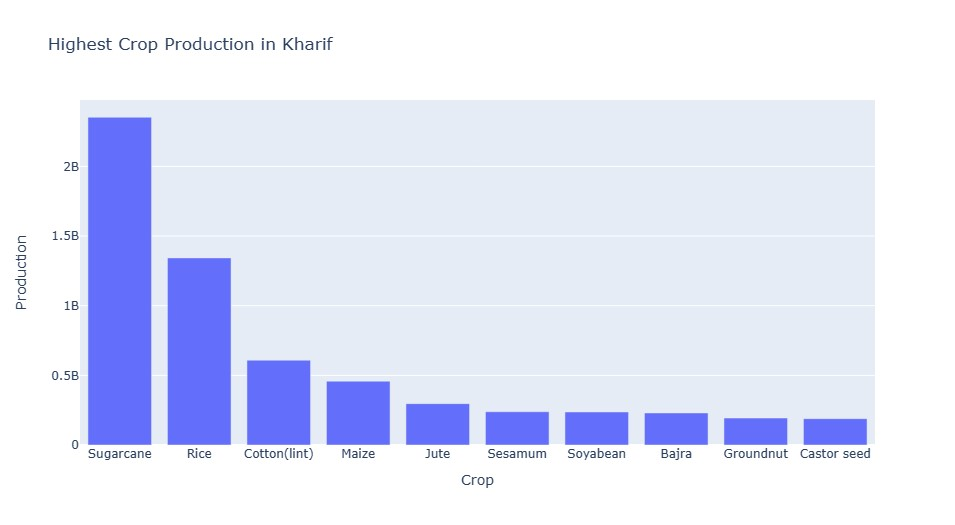 Highest Crop Production in Kharif
2B
1.5B
1B
0.5B
0
Production
Sugarcane Rice Cotton(lint) Maize Jute Sesamum Soyabean Bajra Groundnut Castor seed
Crop